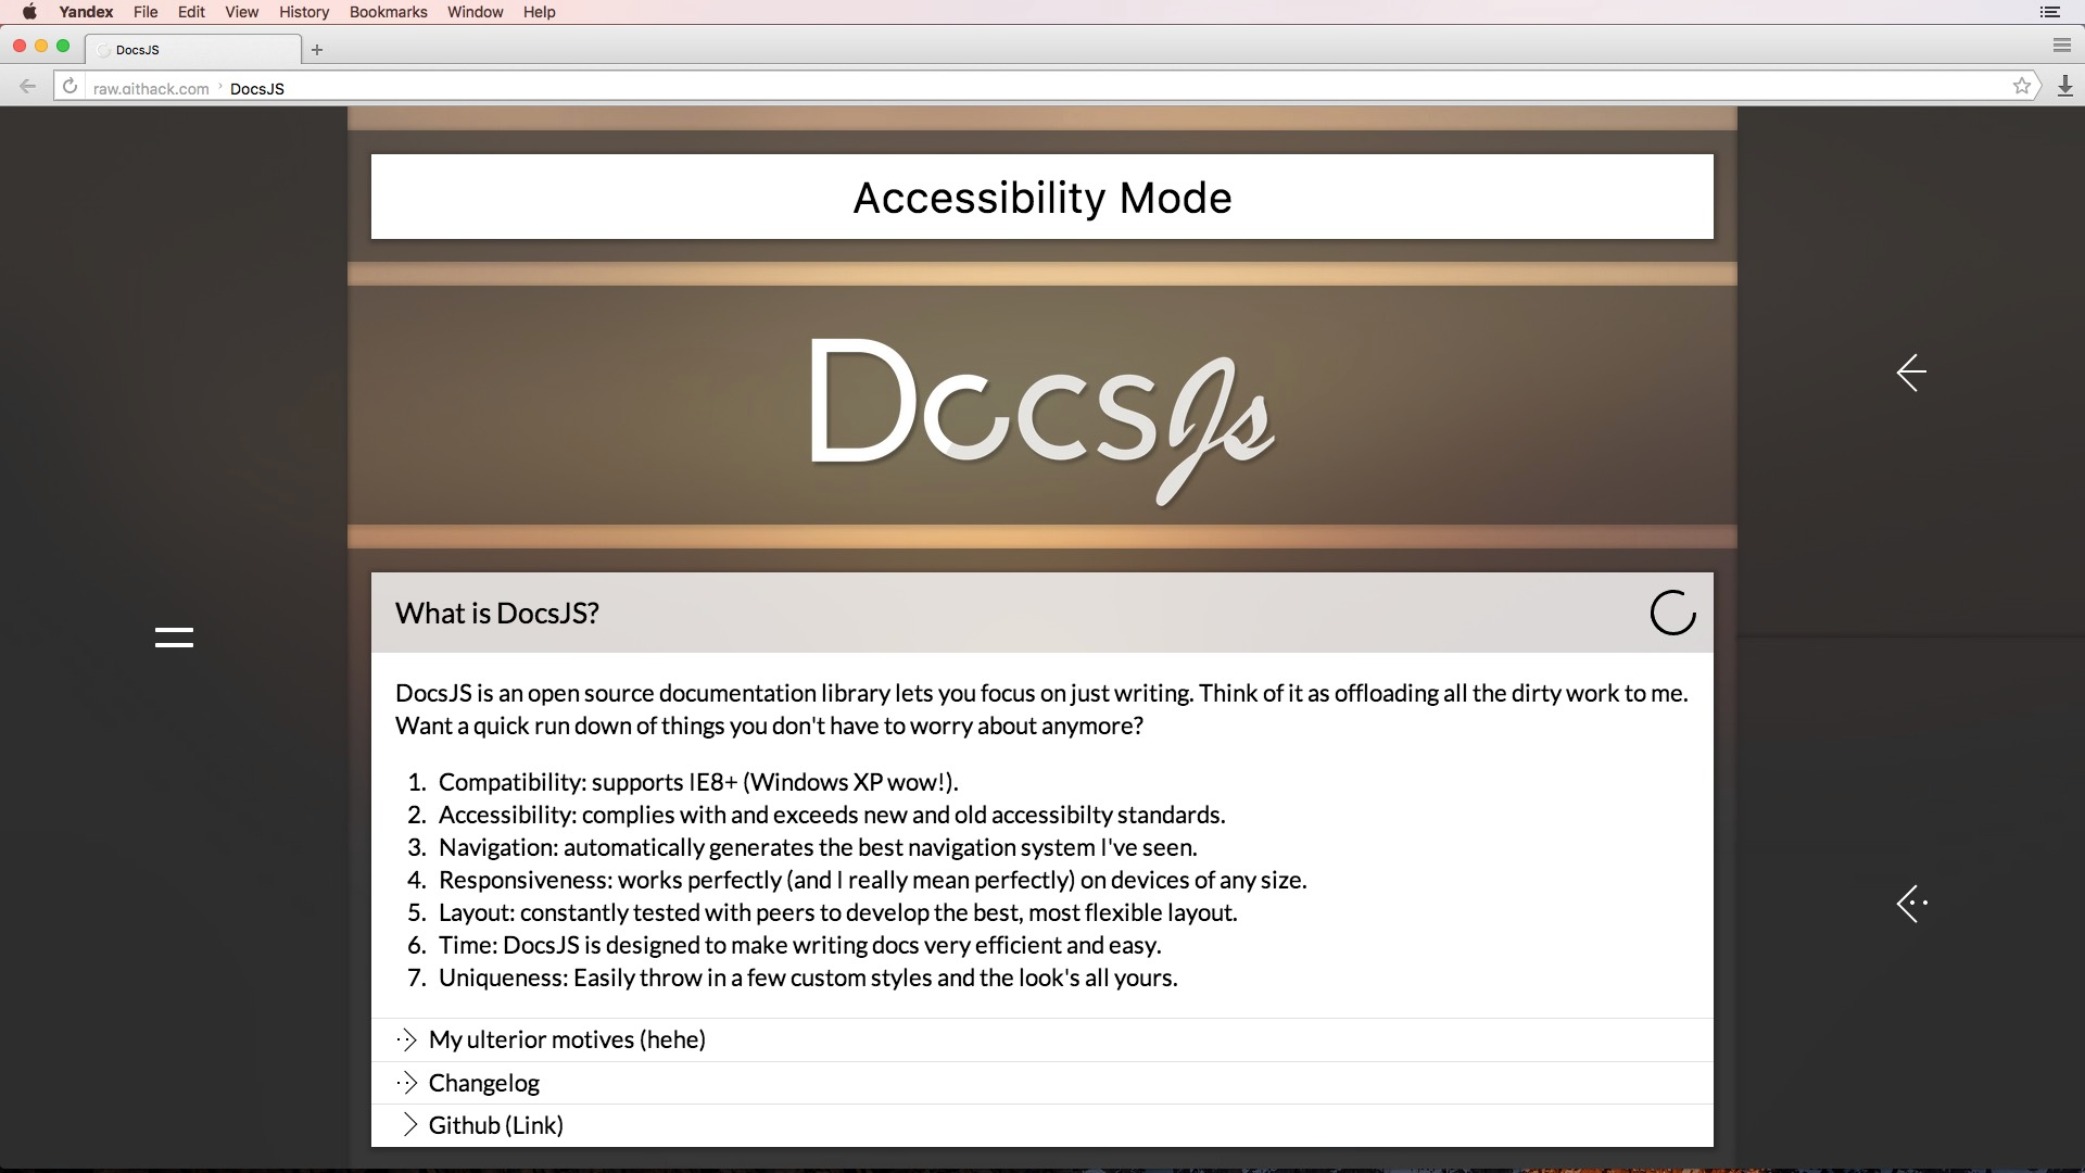 Yandex File Edit View History Bookmarks Window Help
DocsJS
raw.githack.com › DocsJS
Accessibility Mode
DocsJs
What is DocsJS?
DocsJS is an open source documentation library lets you focus on just writing. Think of it as offloading all the dirty work to me.
Want a quick run down of things you don't have to worry about anymore?
1. Compatibility: supports IE8+ (Windows XP wow!).
2. Accessibility: complies with and exceeds new and old accessibilty standards.
3. Navigation: automatically generates the best navigation system I've seen.
4. Responsiveness: works perfectly (and I really mean perfectly) on devices of any size.
5. Layout: constantly tested with peers to develop the best, most flexible layout.
6. Time: DocsJS is designed to make writing docs very efficient and easy.
7. Uniqueness: Easily throw in a few custom styles and the look's all yours.
My ulterior motives (hehe)
Changelog
Github (Link)